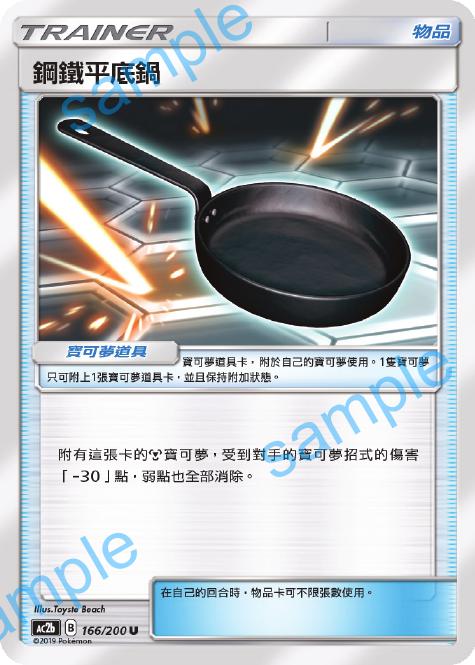 TRAINER 物品
鋼鐵平底鍋
寶可夢道具
寶可夢道具卡，附於自己的寶可夢使用。1隻寶可夢
只可附上1張寶可夢道具卡，並且保持附加狀態。
附有這張卡的寶可夢，受到對手的寶可夢招式的傷害
「-30」點，弱點也全部消除。
在自己的回合時，物品卡可不限張數使用。
Illus.Toyste Beach
AC2b B 166/200 U
©2019 Pokémon
sample
sample
sample